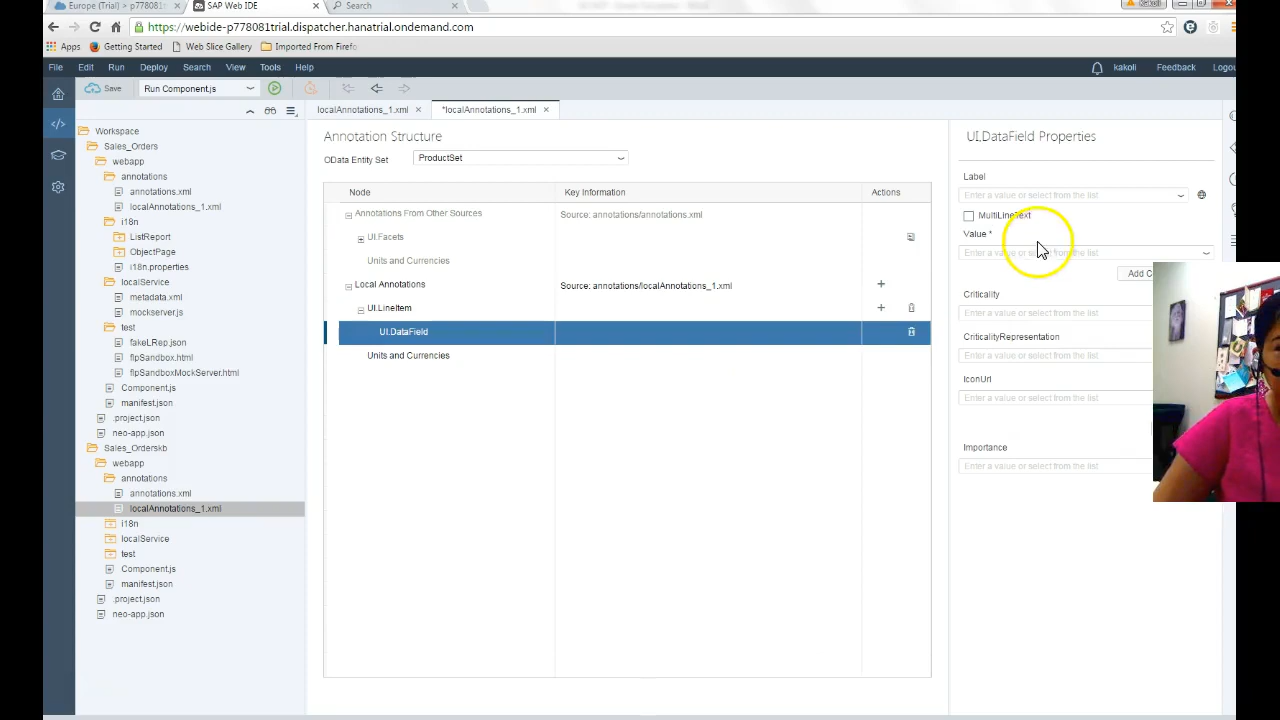 Europe (Trial) > p778081
SAP Web IDE
Search
https://webide-p778081trial.dispatcher.hanatrial.ondemand.com
Apps
Getting Started
Web Slice Gallery
Imported From Firefo
File
Edit
Run
Deploy
Search
View
Tools
Help
kakoli
Feedback
Logou
Save
Run Component.js
localAnnotations_1.xml
*localAnnotations_1.xml
Workspace
Sales_Orders
webapp
annotations
annotations.xml
localAnnotations_1.xml
i18n
ListReport
ObjectPage
i18n.properties
localService
metadata.xml
mockserver.js
test
fakeLRep.json
flpSandbox.html
flpSandboxMockServer.html
Component.js
manifest.json
.project.json
neo-app.json
Sales_Orderskb
webapp
annotations
annotations.xml
localAnnotations_1.xml
i18n
localService
test
Component.js
manifest.json
.project.json
neo-app.json
Annotation Structure
OData Entity Set
ProductSet
Node
Key Information
Actions
Annotations From Other Sources
Source: annotations/annotations.xml
UI.Facets
Units and Currencies
Local Annotations
Source: annotations/localAnnotations_1.xml
UI.LineItem
UI.DataField
Units and Currencies
UI.DataField Properties
Label
Enter a value or select from the list
MultiLineText
Value *
Enter a value or select from the list
Add C
Criticality
Enter a value or select from the list
CriticalityRepresentation
Enter a value or select from the list
IconUrl
Enter a value or select from the list
Importance
Enter a value or select from the list